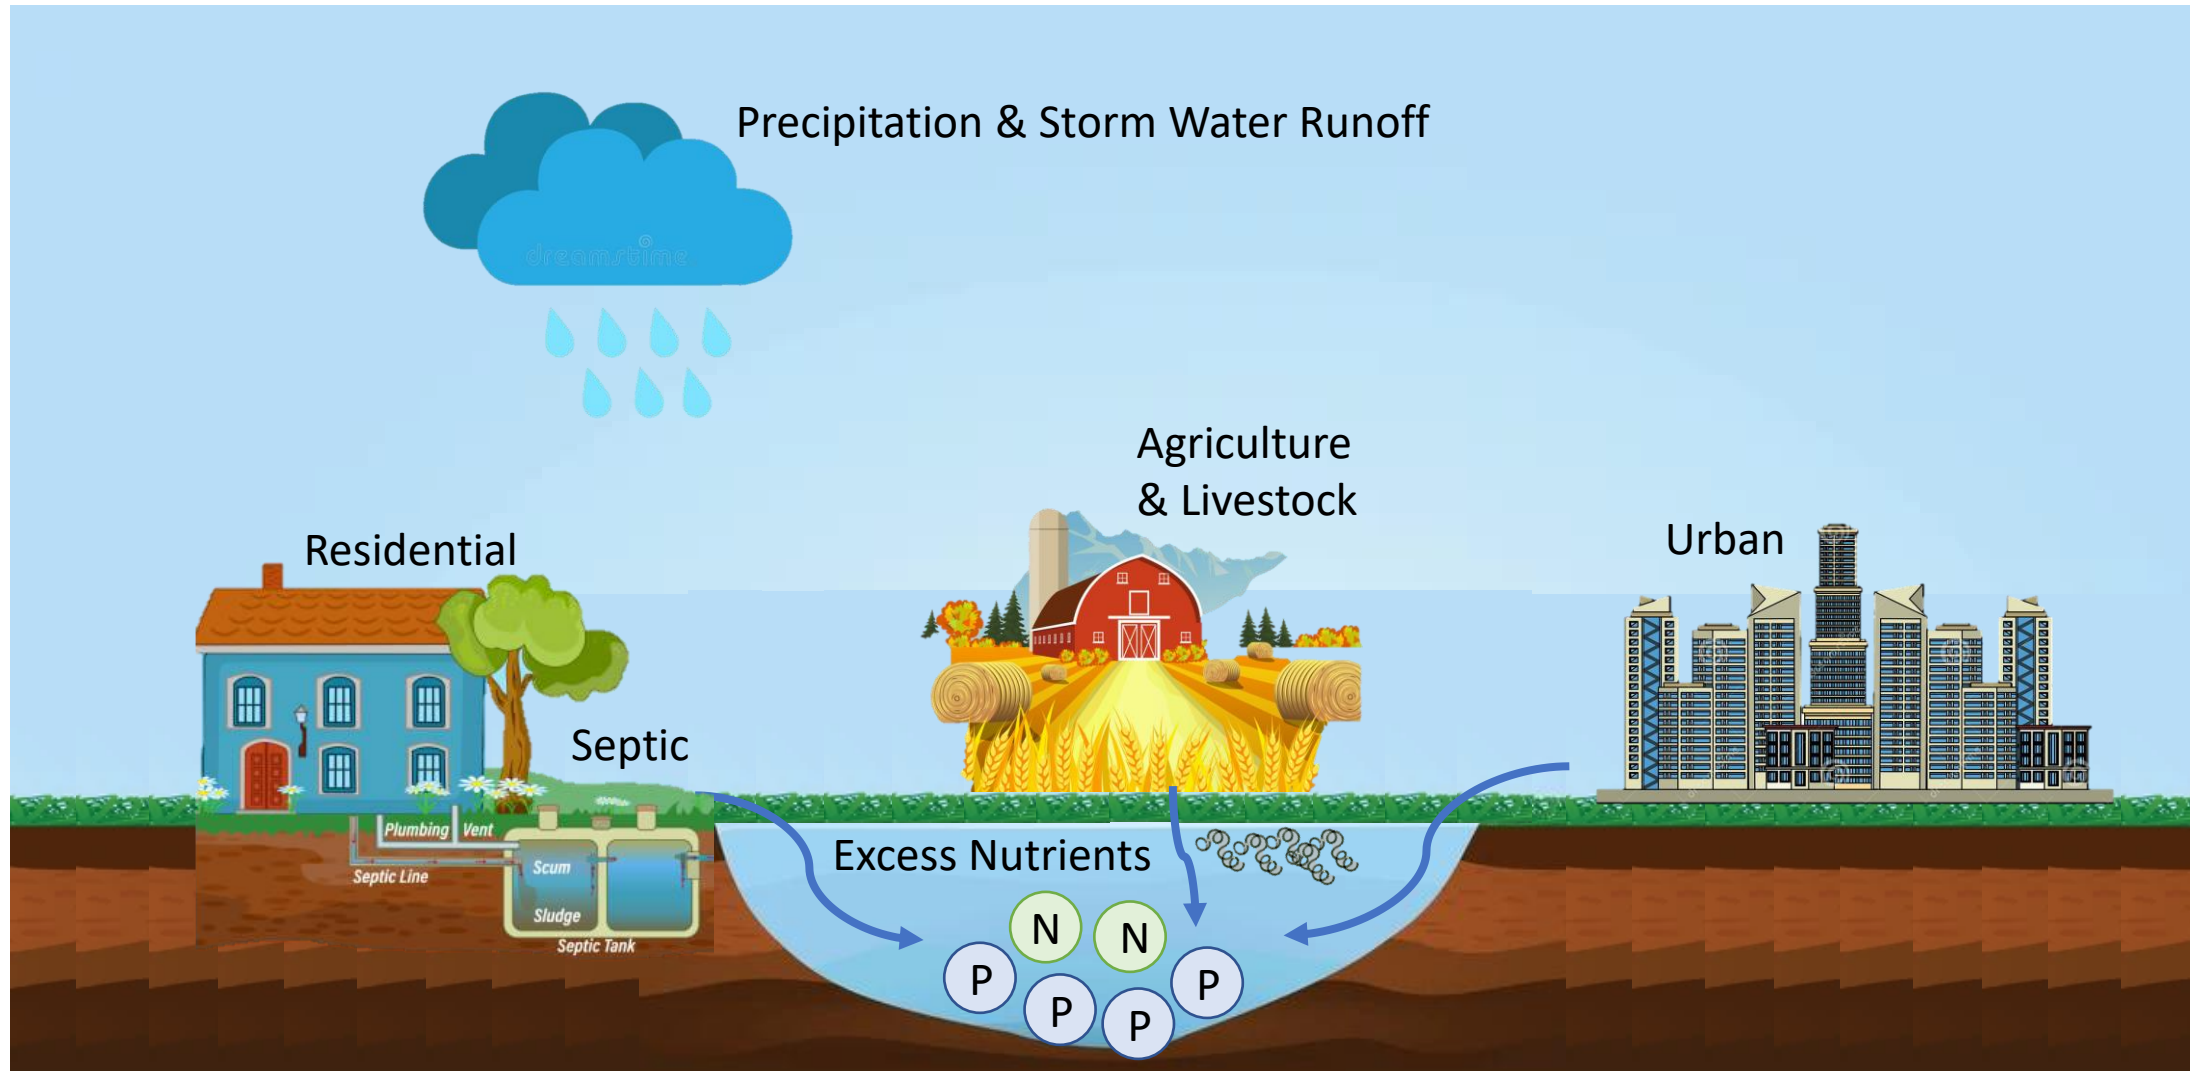 Precipitation & Storm Water Runoff
dreamstime
Agriculture
& Livestock
Residential
Urban
Septic
Plumbing
Vent
Excess Nutrients
Septic Line
Scum
Sludge
Septic Tank
N
N
P
P
P
P